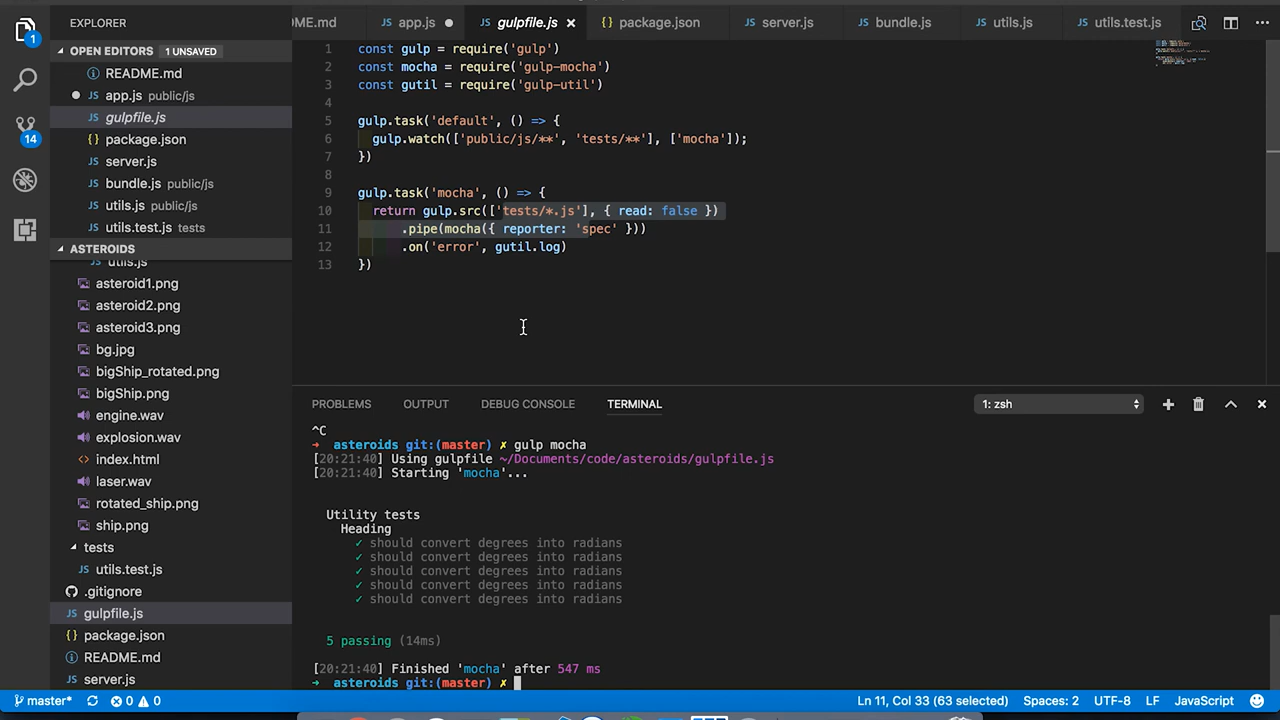 EXPLORER
OPEN EDITORS 1 UNSAVED
README.md
app.js public/js
gulpfile.js
package.json
server.js
bundle.js public/js
utils.js public/js
utils.test.js tests
ASTEROIDS
utils.js
asteroid1.png
asteroid2.png
asteroid3.png
bg.jpg
bigShip_rotated.png
bigShip.png
engine.wav
explosion.wav
index.html
laser.wav
rotated_ship.png
ship.png
tests
utils.test.js
.gitignore
gulpfile.js
package.json
README.md
server.js
1
14
DME.md app.js gulpfile.js package.json server.js bundle.js utils.js utils.test.js
1 const gulp = require('gulp')
2 const mocha = require('gulp-mocha')
3 const gutil = require('gulp-util')
4
5 gulp.task('default', () => {
6 gulp.watch(['public/js/**', 'tests/**'], ['mocha']);
7 })
8
9 gulp.task('mocha', () => {
10 return gulp.src(['tests/*.js'], { read: false })
11 .pipe(mocha({ reporter: 'spec' }))
12 .on('error', gutil.log)
13 })
PROBLEMS OUTPUT DEBUG CONSOLE TERMINAL 1: zsh
^C
➜ asteroids git:(master) ✗ gulp mocha
[20:21:40] Using gulpfile ~/Documents/code/asteroids/gulpfile.js
[20:21:40] Starting 'mocha'...
Utility tests
Heading
✓ should convert degrees into radians
✓ should convert degrees into radians
✓ should convert degrees into radians
✓ should convert degrees into radians
✓ should convert degrees into radians
5 passing (14ms)
[20:21:40] Finished 'mocha' after 547 ms
➜ asteroids git:(master) ✗
master* 0 0 Ln 11, Col 33 (63 selected) Spaces: 2 UTF-8 LF JavaScript